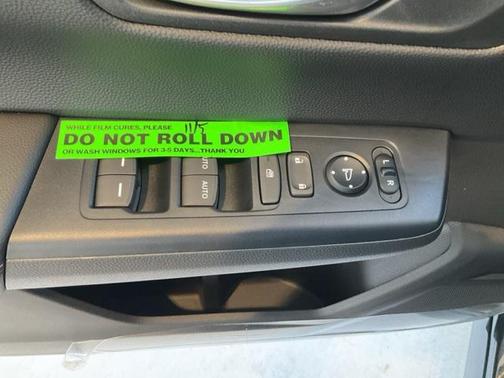 WHILE FILM CURES, PLEASE 11/5
DO NOT ROLL DOWN
OR WASH WINDOWS FOR 3-5 DAYS...THANK YOU
AUTO AUTO
AUTO
L
R